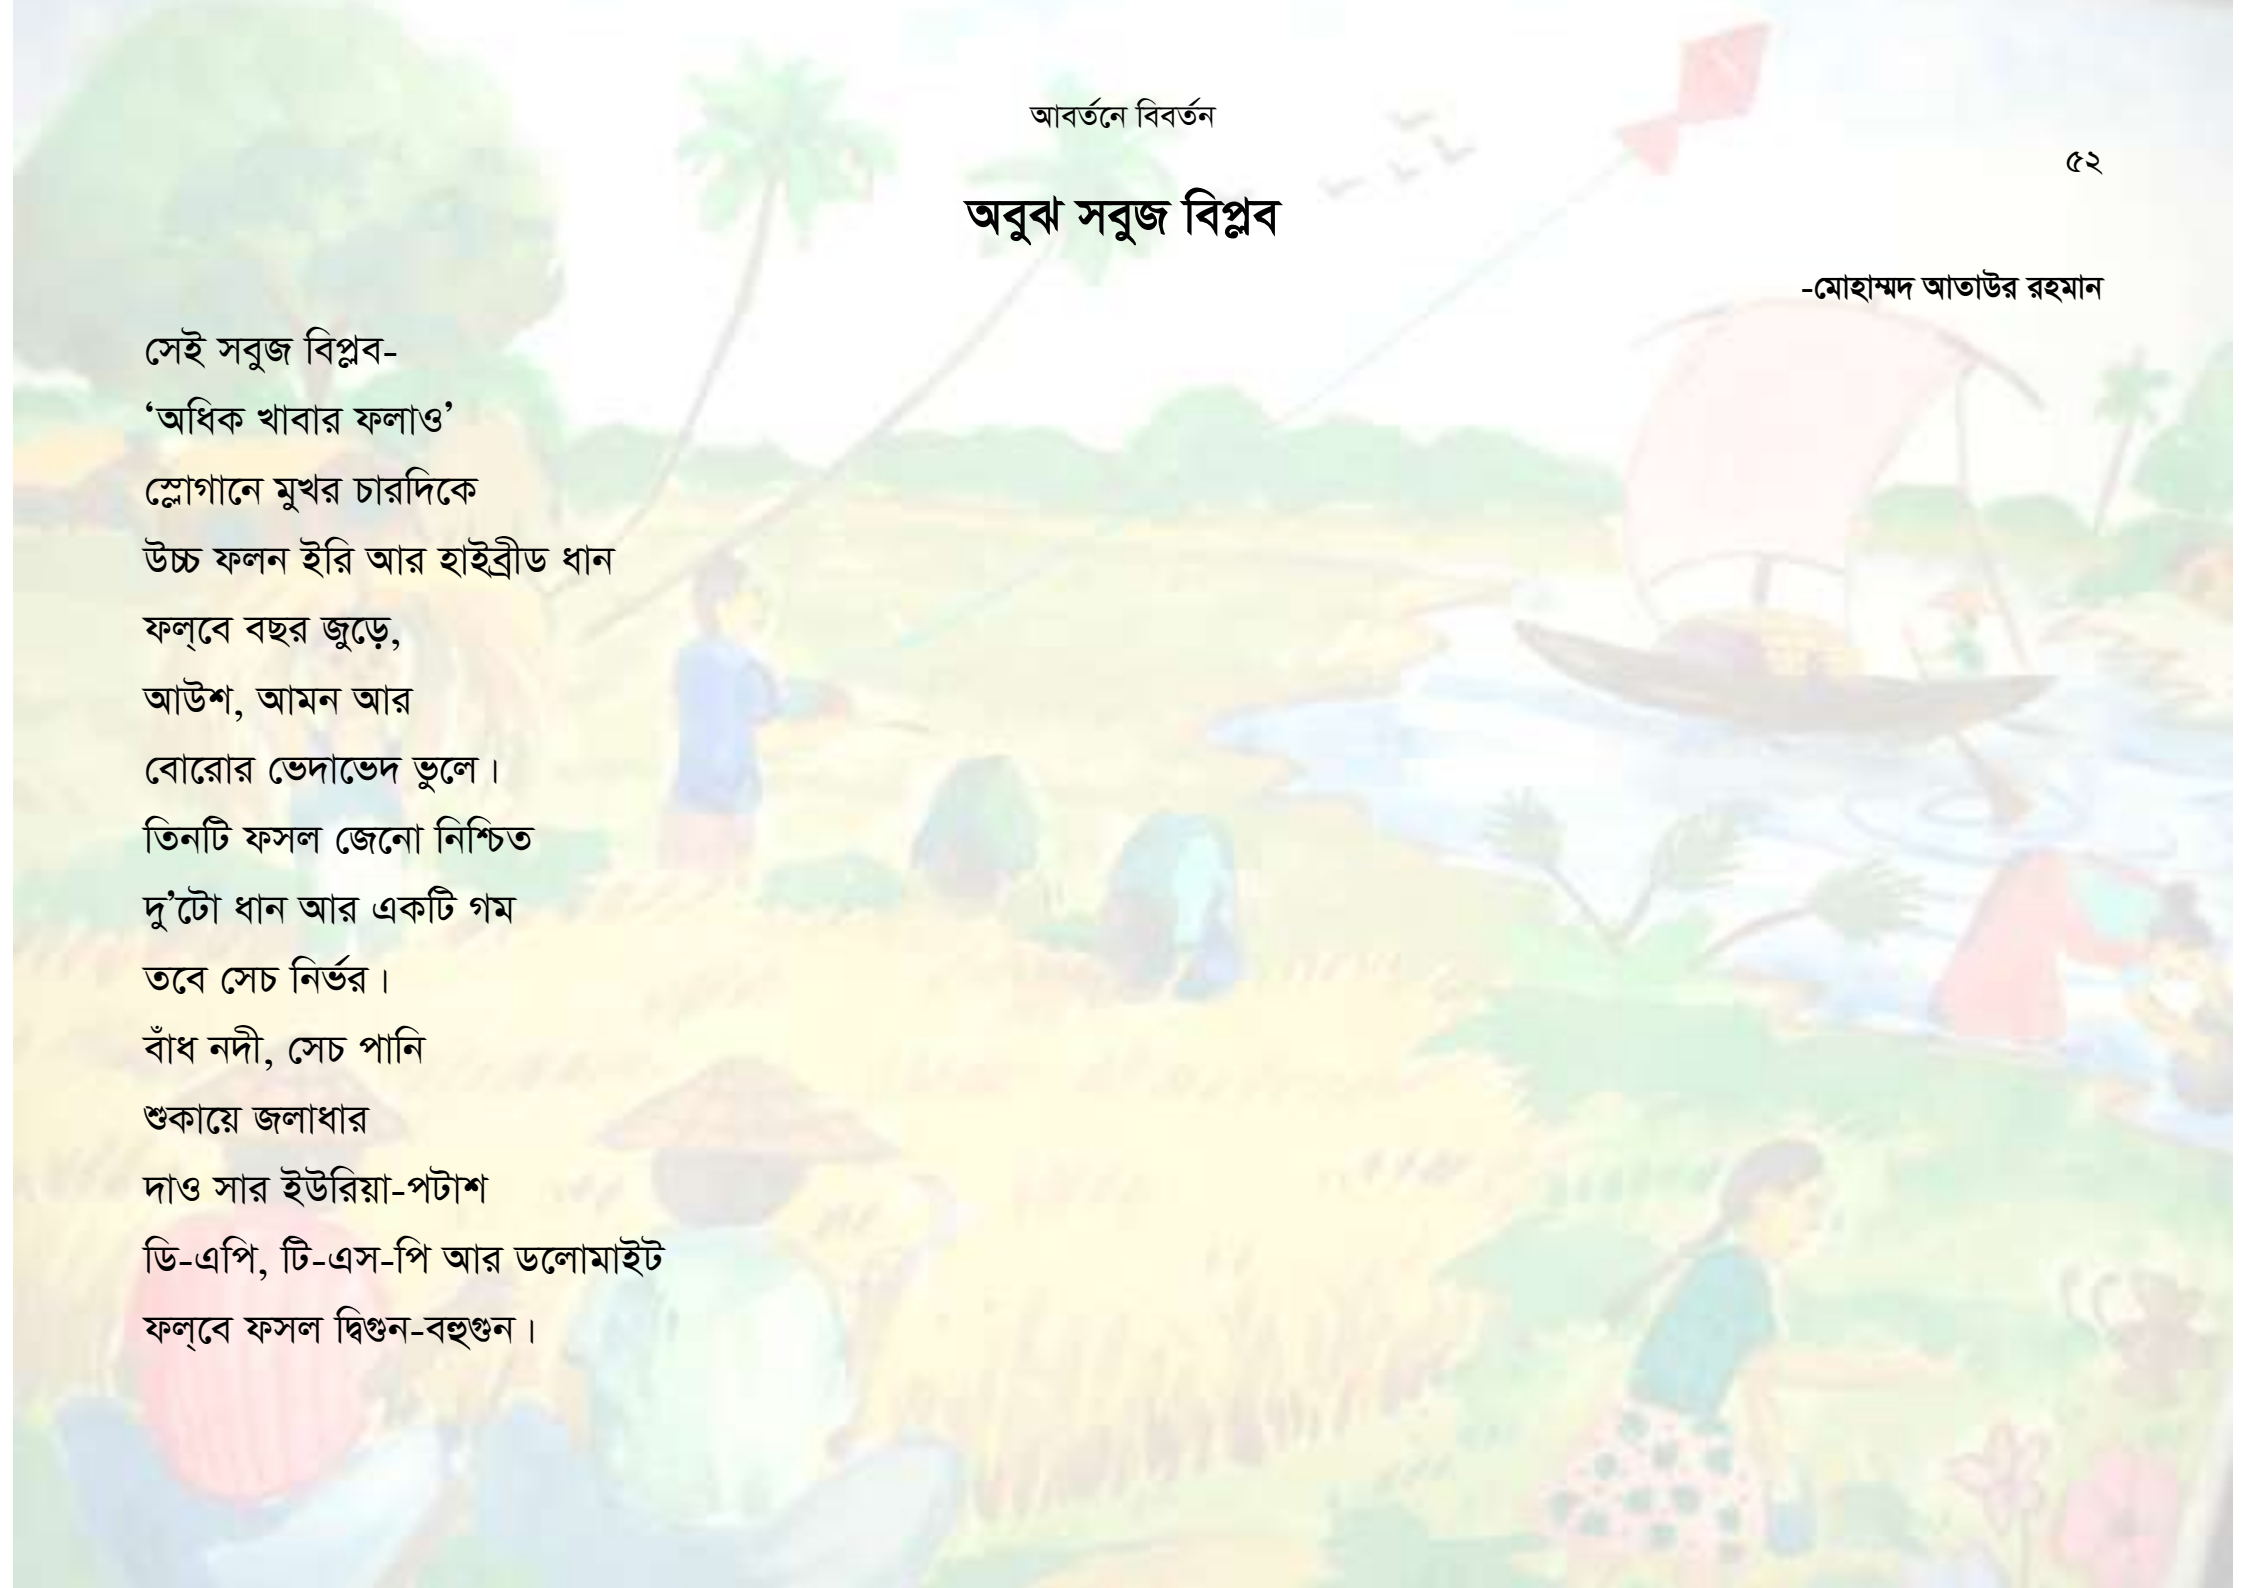 আবর্তনে বিবর্তন
৫২
অবুঝ সবুজ বিপ্লব
-মোহাম্মদ আতাউর রহমান
সেই সবুজ বিপ্লব-
‘অধিক খাবার ফলাও’
স্লোগানে মুখর চারদিকে
উচ্চ ফলন ইরি আর হাইব্রীড ধান
ফল্‌বে বছর জুড়ে,
আউশ, আমন আর
বোরোর ভেদাভেদ ভুলে।
তিনটি ফসল জেনো নিশ্চিত
দু’টো ধান আর একটি গম
তবে সেচ নির্ভর।
বাঁধ নদী, সেচ পানি
শুকায়ে জলাধার
দাও সার ইউরিয়া-পটাশ
ডি-এপি, টি-এস-পি আর ডলোমাইট
ফল্‌বে ফসল দ্বিগুন-বহুগুন।